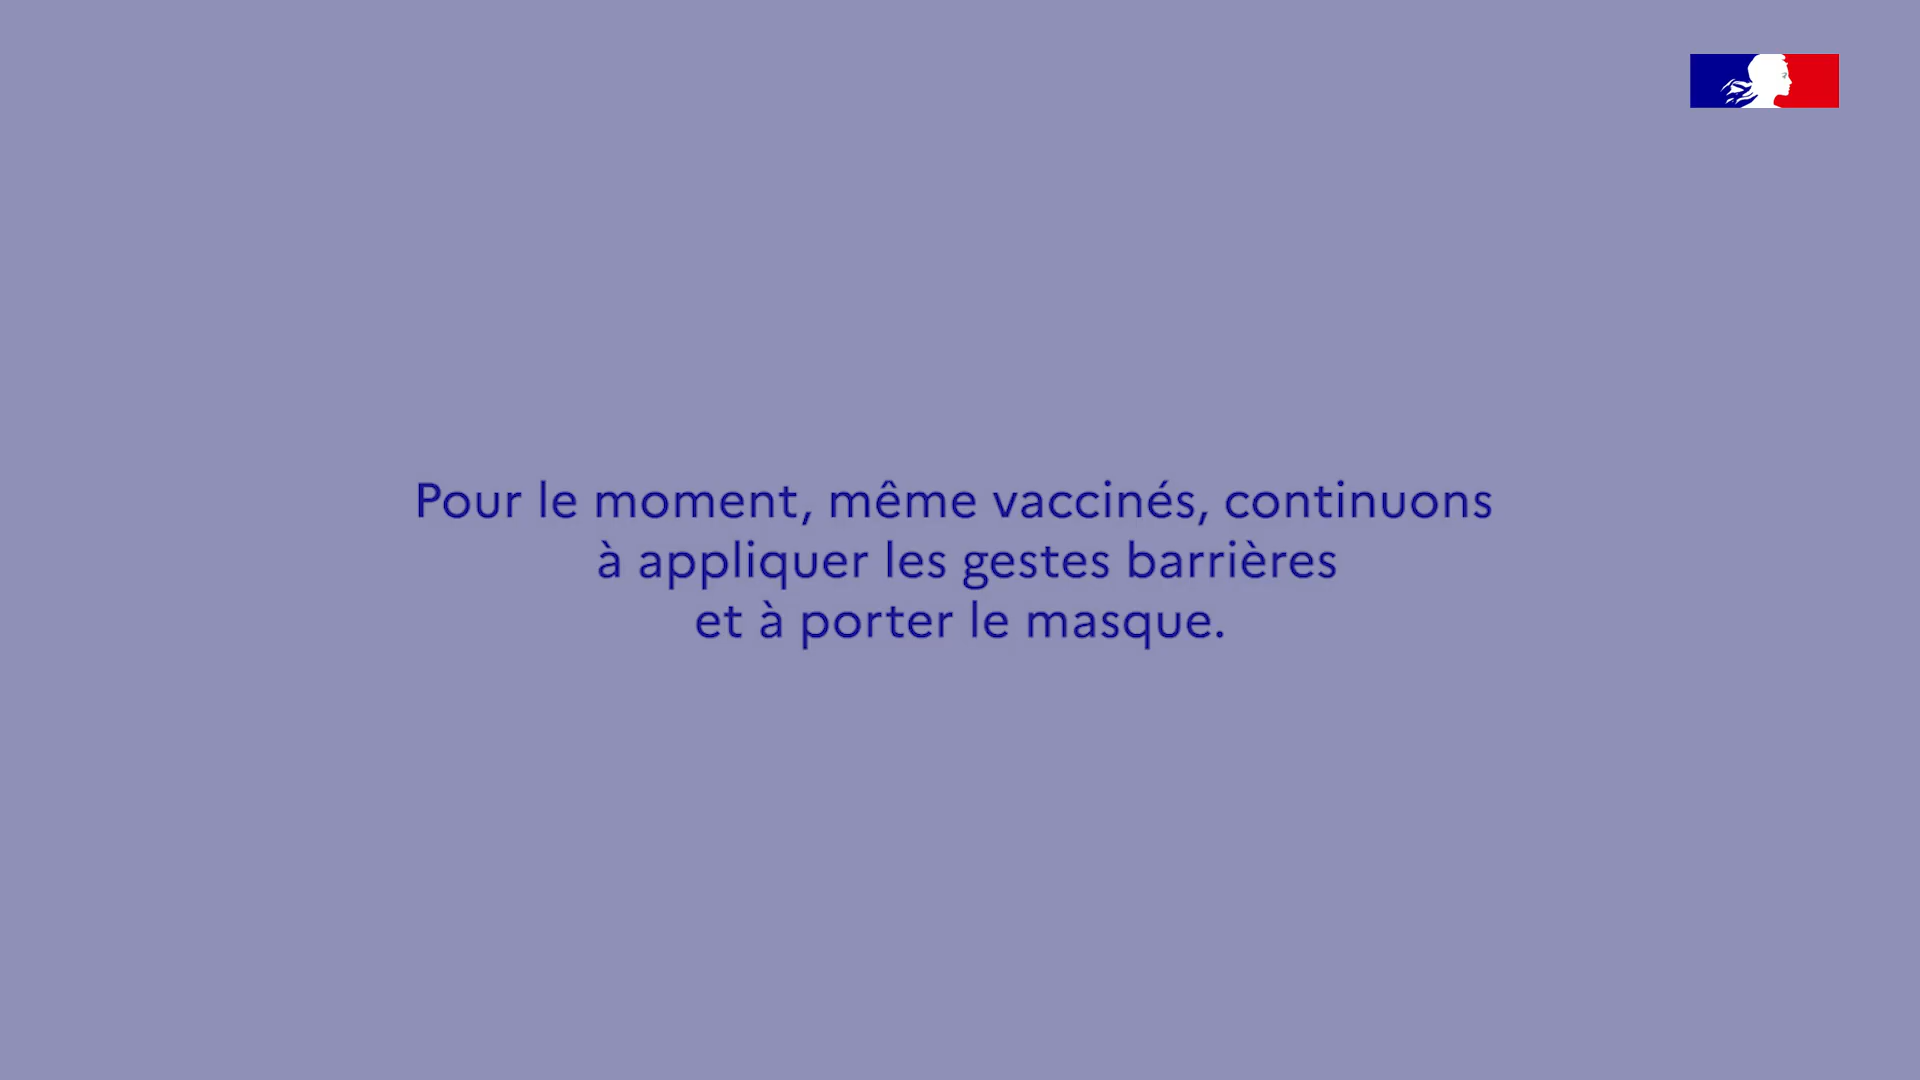 Pour le moment, même vaccinés, continuons
à appliquer les gestes barrières
et à porter le masque.